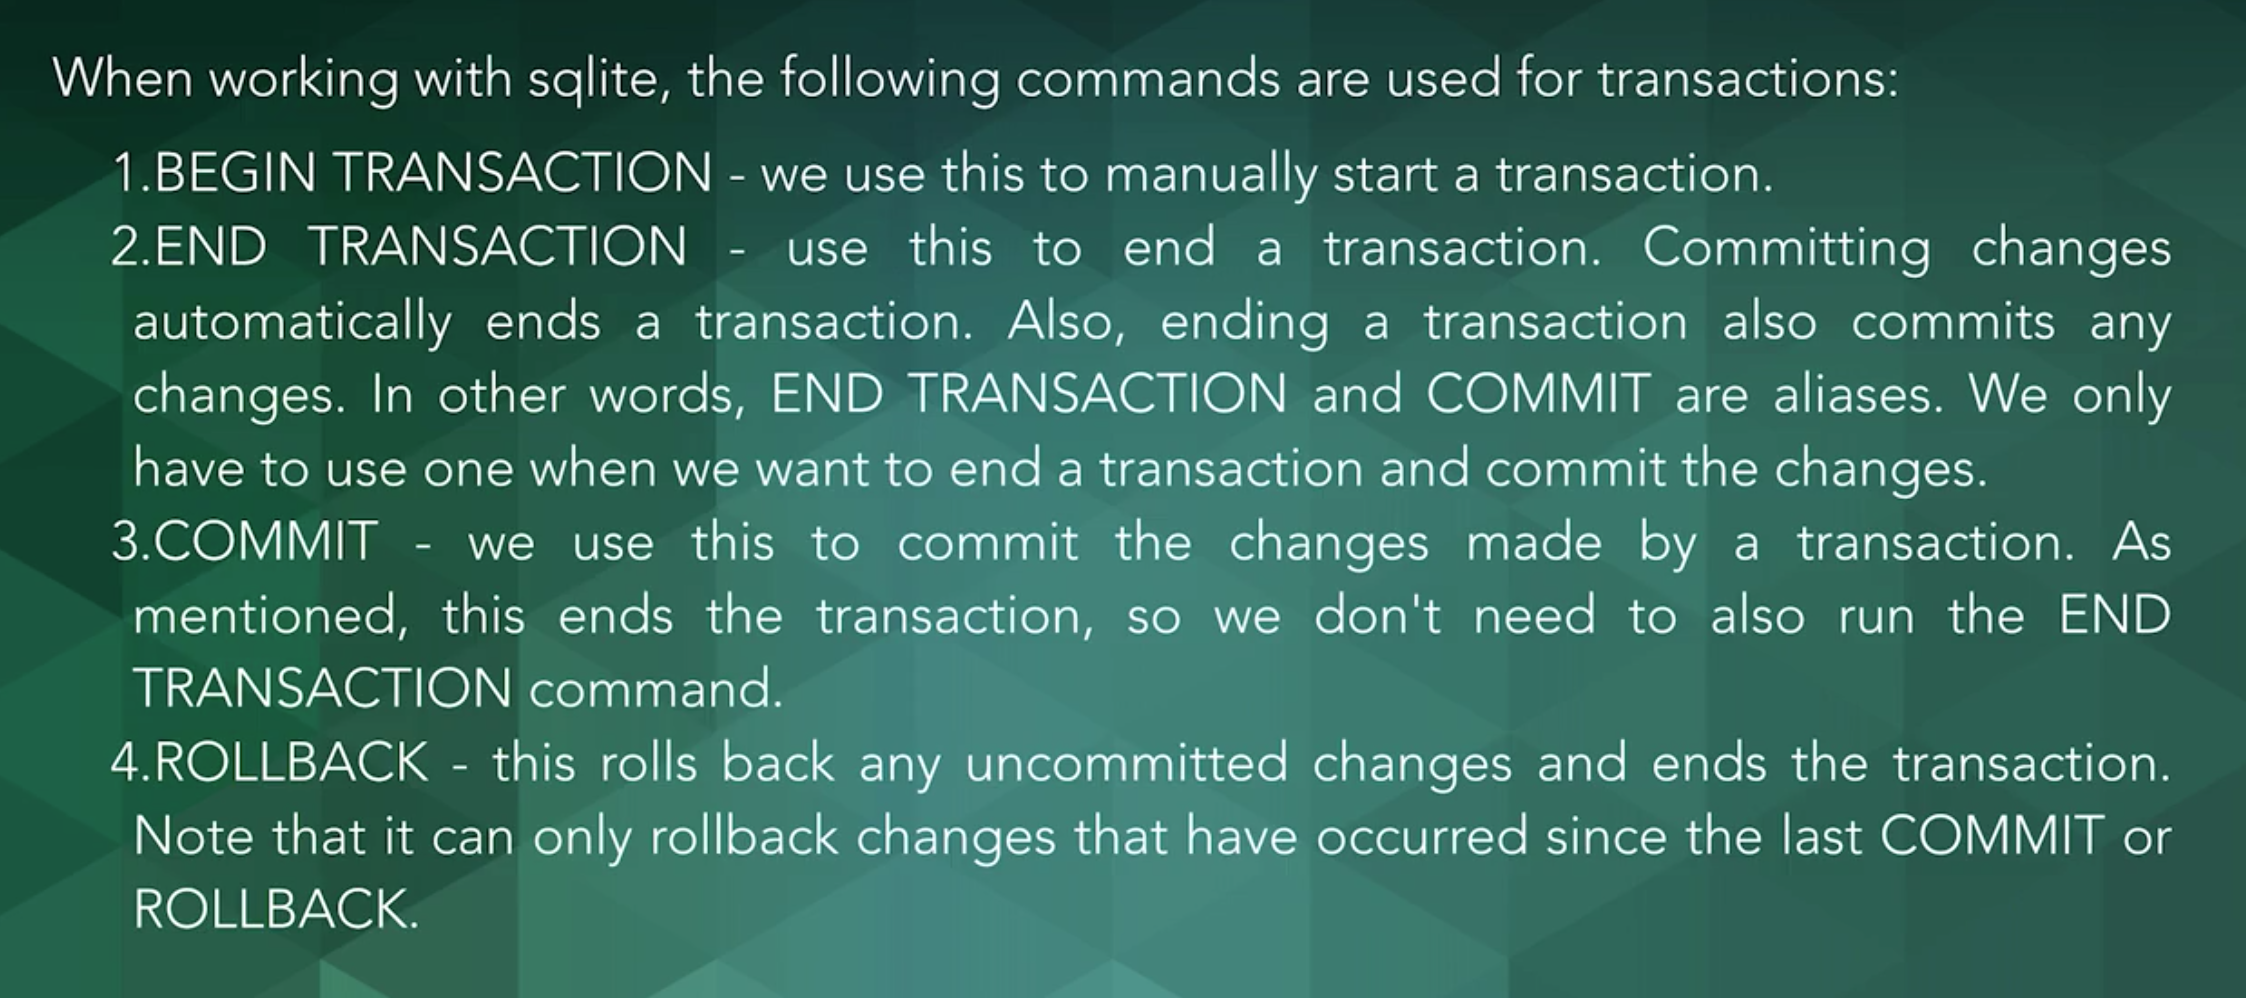 When working with sqlite, the following commands are used for transactions:
1.BEGIN TRANSACTION - we use this to manually start a transaction.
2.END TRANSACTION - use this to end a transaction. Committing changes
automatically ends a transaction. Also, ending a transaction also commits any
changes. In other words, END TRANSACTION and COMMIT are aliases. We only
have to use one when we want to end a transaction and commit the changes.
3.COMMIT - we use this to commit the changes made by a transaction. As
mentioned, this ends the transaction, so we don't need to also run the END
TRANSACTION command.
4.ROLLBACK - this rolls back any uncommitted changes and ends the transaction.
Note that it can only rollback changes that have occurred since the last COMMIT or
ROLLBACK.